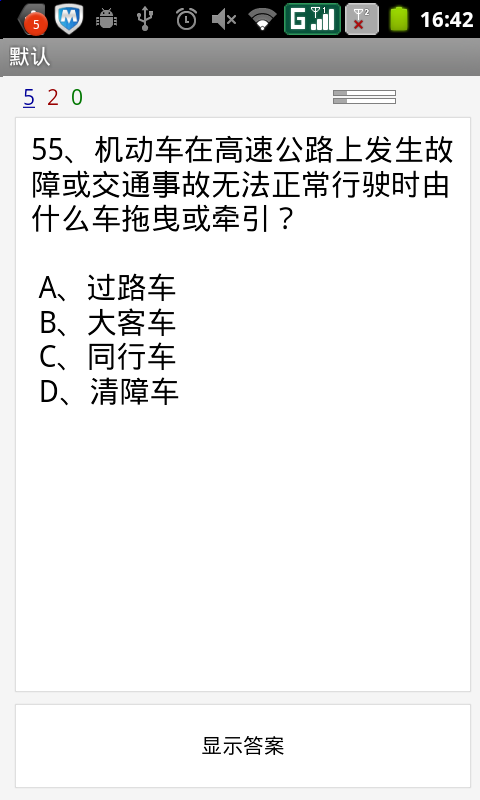 5
M
G
1
2
16:42
默认
5 2 0
55、机动车在高速公路上发生故
障或交通事故无法正常行驶时由
什么车拖曳或牵引？
A、过路车
B、大客车
C、同行车
D、清障车
显示答案